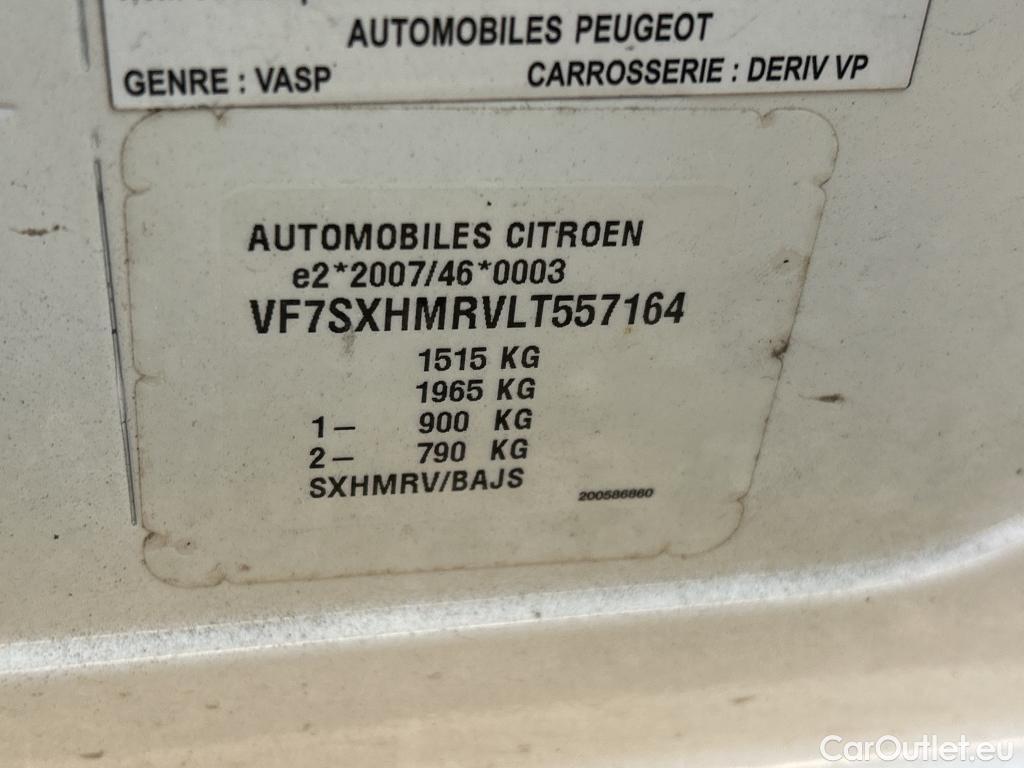 AUTOMOBILES PEUGEOT
GENRE : VASP CARROSSERIE : DERIV VP
AUTOMOBILES CITROEN
e2*2007/46*0003
VF7SXHMRVLT557164
1515 KG
1965 KG
1– 900 KG
2– 790 KG
SXHMRV/BAJS
200586860
CarOutlet.eu